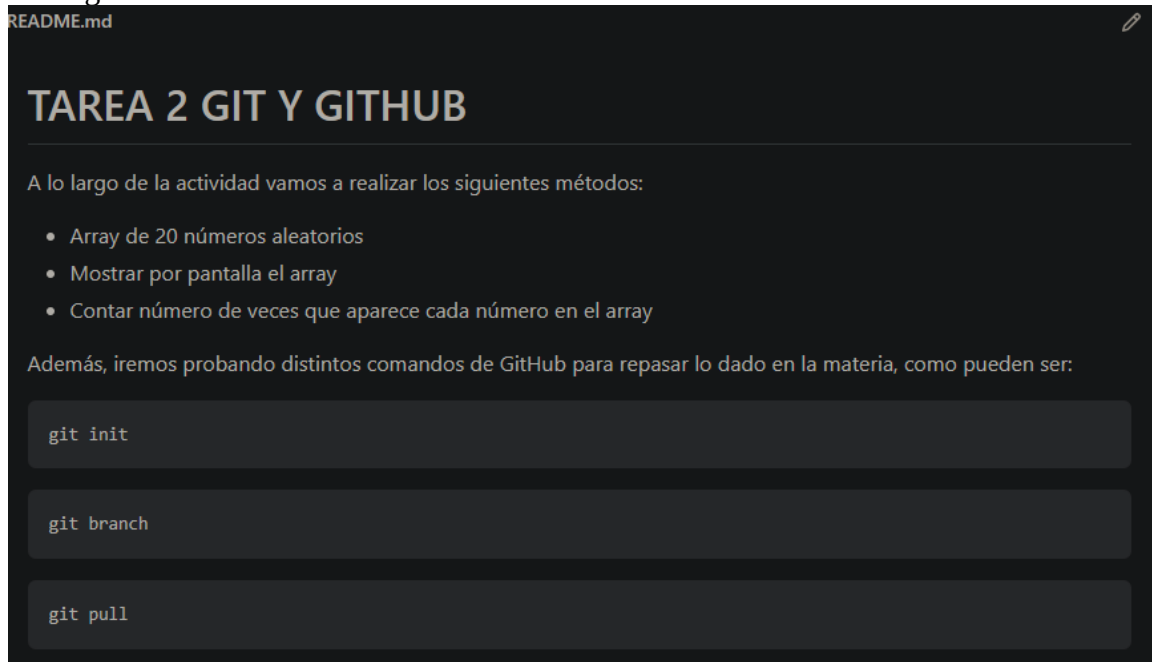 README.md
TAREA 2 GIT Y GITHUB
A lo largo de la actividad vamos a realizar los siguientes métodos:
• Array de 20 números aleatorios
• Mostrar por pantalla el array
• Contar número de veces que aparece cada número en el array
Además, iremos probando distintos comandos de GitHub para repasar lo dado en la materia, como pueden ser:
git init
git branch
git pull